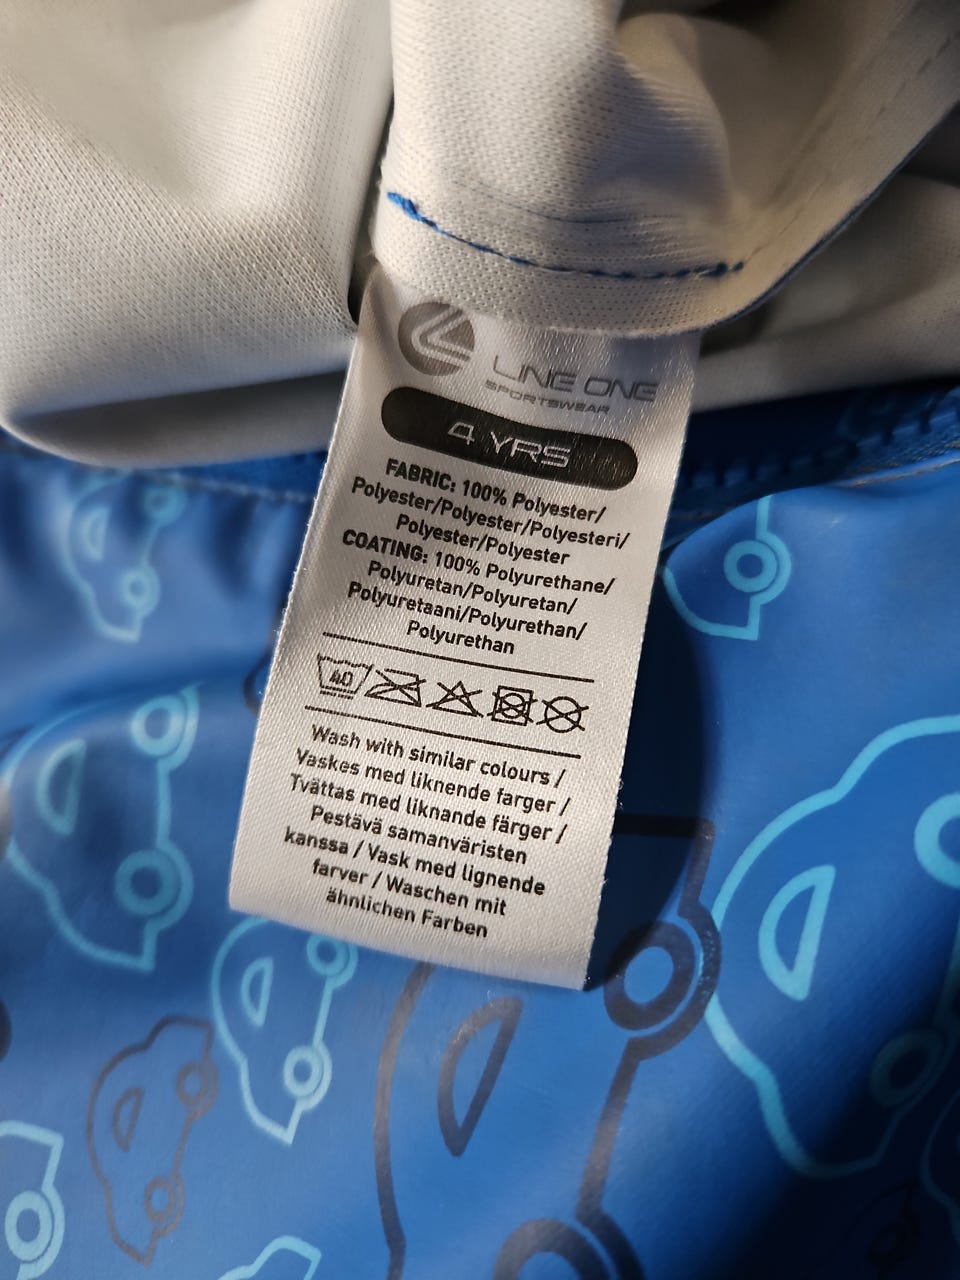 LINE ONE
SPORTSWEAR
4 YRS
FABRIC: 100% Polyester/
Polyester/Polyester/Polyesteri/
Polyester/Polyester
COATING: 100% Polyurethane/
Polyuretan/Polyuretan/
Polyuretaani/Polyurethan/
Polyurethan
40
Wash with similar colours /
Vaskes med liknende farger /
Tvättas med liknande färger /
Pestävä samanväristen
kanssa / Vask med lignende
farver / Waschen mit
ähnlichen Farben